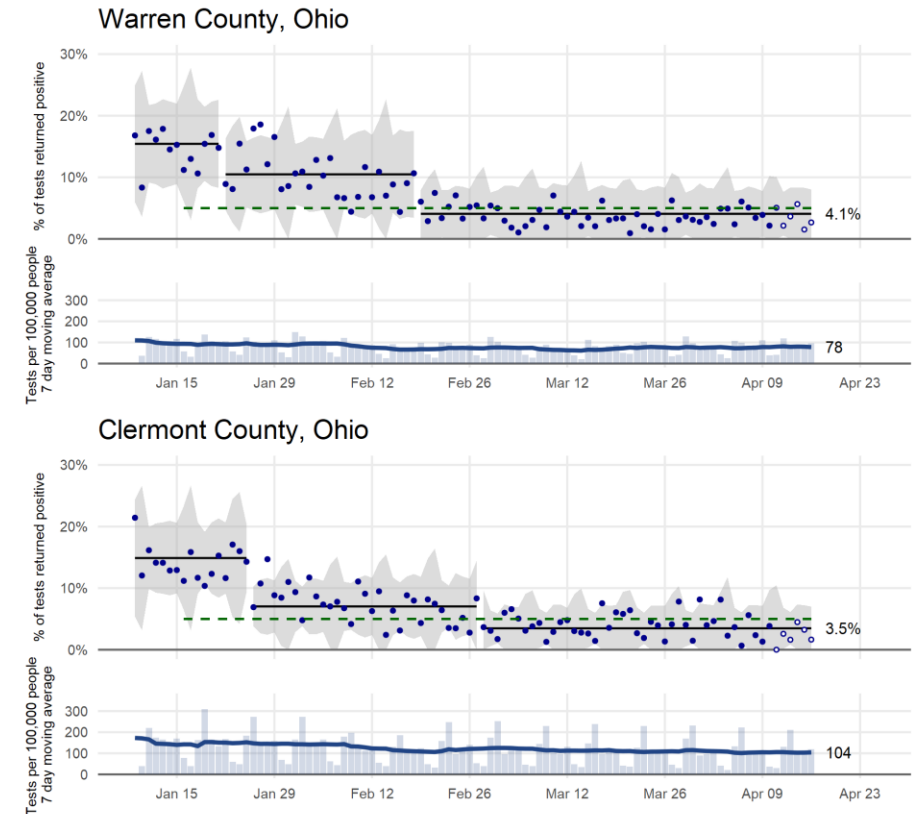 Warren County, Ohio
% of tests returned positive
30%
20%
10%
0%
4.1%
Tests per 100,000 people
7 day moving average
300
200
100
0
78
Jan 15 Jan 29 Feb 12 Feb 26 Mar 12 Mar 26 Apr 09 Apr 23
Clermont County, Ohio
% of tests returned positive
30%
20%
10%
0%
3.5%
Tests per 100,000 people
7 day moving average
300
200
100
0
104
Jan 15 Jan 29 Feb 12 Feb 26 Mar 12 Mar 26 Apr 09 Apr 23